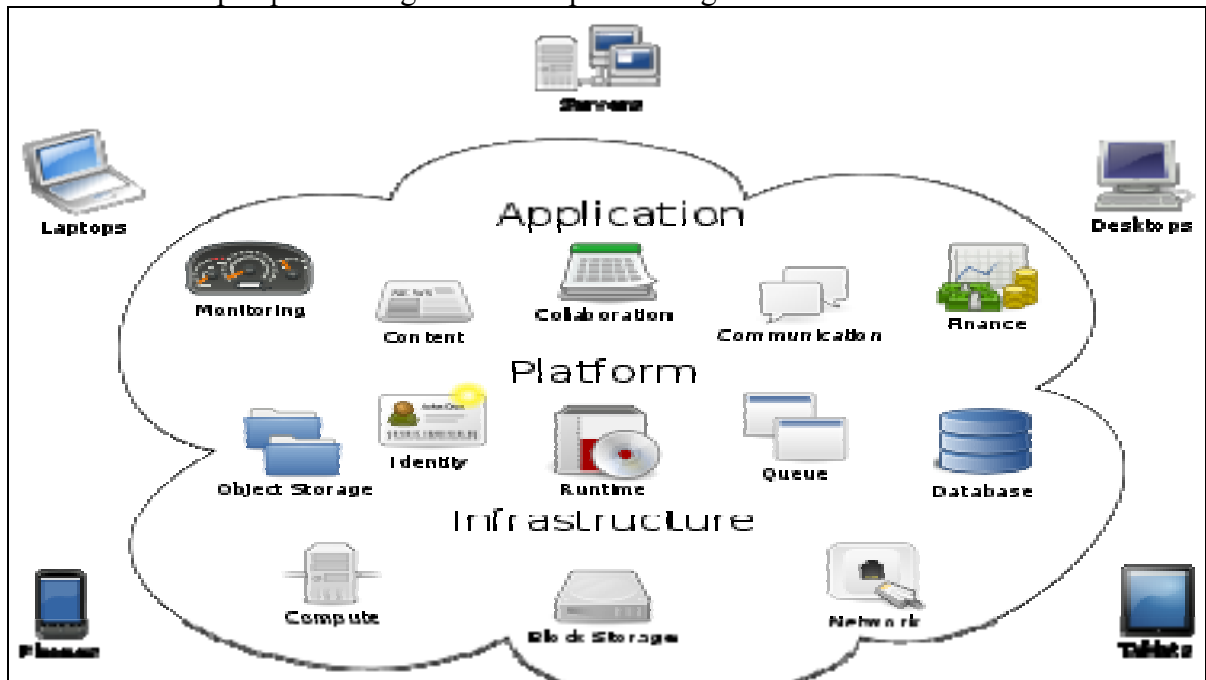 Servers
Laptops
Desktops
Application
Monitoring
Content
Collaboration
Communication
Finance
Platform
Object Storage
Identity
Runtime
Queue
Database
Infrastructure
Compute
Block Storage
Network
Phones
Tablets